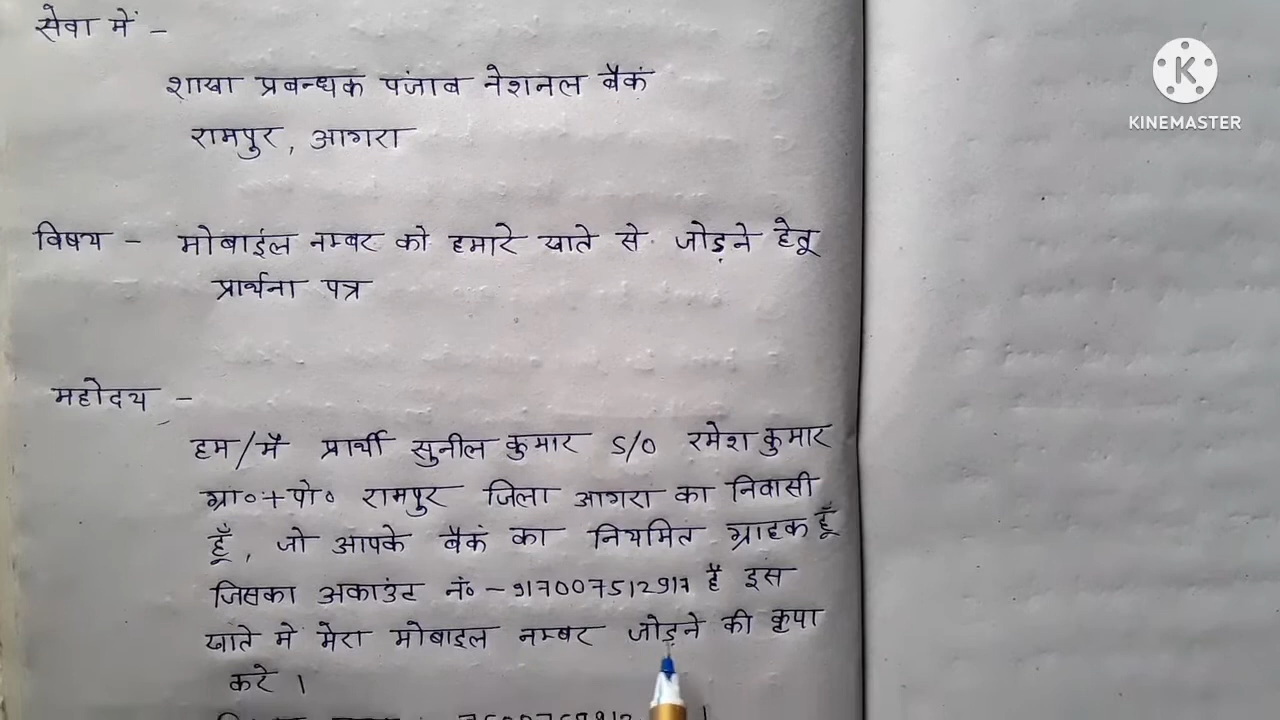 सेवा में -
शाखा प्रबन्धक पंजाव नेशनल बैकं
रामपुर, आगरा
विषय - मोबाईल नम्बर को हमारे खाते से जोड़ने हेतू
प्रार्थना पत्र
महोदय -
हम/मै प्रार्थी सुनील कुमार S/O रमेश कुमार
ग्रा०+पो० रामपुर जिला आगरा का निवासी
हूँ, जो आपके बैकं का नियमित ग्राहक हूँ
जिसका अकाउंट नं० - 917007512917 है इस
खाते मे मेरा मोबाइल नम्बर जोड़ने की कृपा
करे ।
KINEMASTER